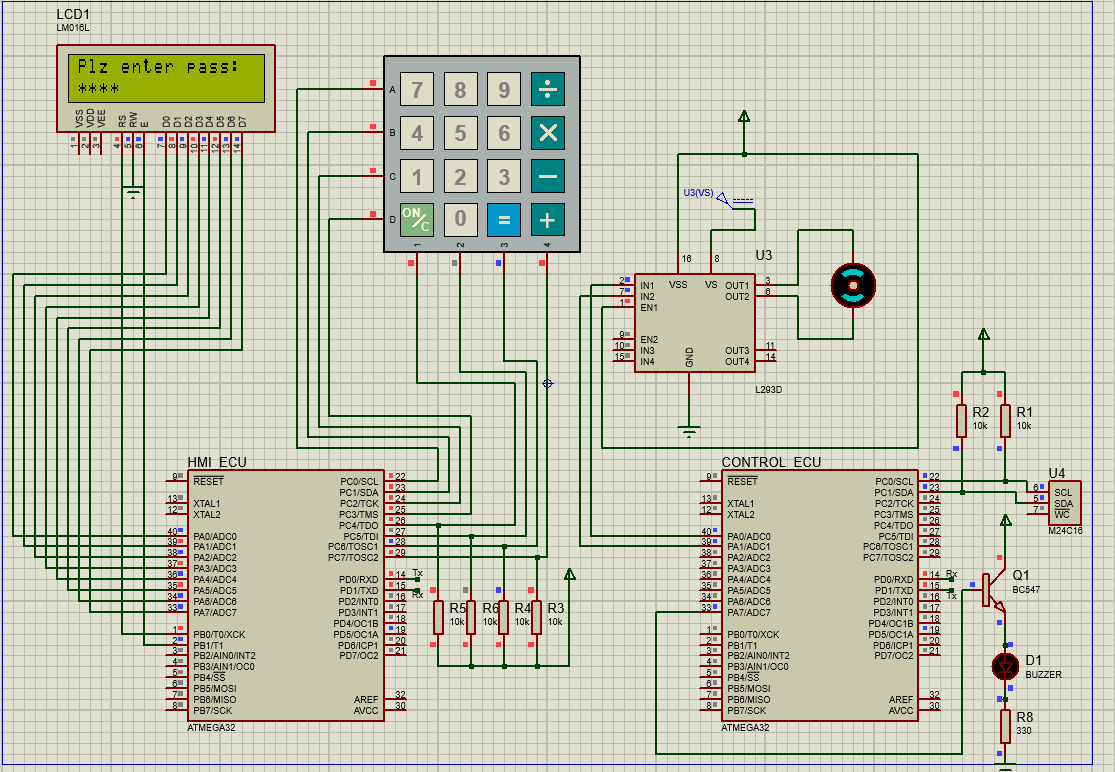 LCD1
LM016L
Plz enter pass:
****
VSS VDD VEE RS RW E D0 D1 D2 D3 D4 D5 D6 D7
1 2 3 4 5 6 7 8 9 10 11 12 13 14
A 7 8 9 ÷
B 4 5 6 ×
C 1 2 3 −
D ON/C 0 = +
1 2 3 4
U3(VS)
16 8 U3
2 IN1 VSS VS OUT1 3
7 IN2 OUT2 6
1 EN1
9 EN2
10 IN3 GND OUT3 11
15 IN4 OUT4 14
L293D
R2
10k
R1
10k
HMI_ECU
9 RESET PC0/SCL 22
PC1/SDA 23
13 XTAL1 PC2/TCK 24
12 XTAL2 PC3/TMS 25
PC4/TDO 26
40 PA0/ADC0 PC5/TDI 27
39 PA1/ADC1 PC6/TOSC1 28
38 PA2/ADC2 PC7/TOSC2 29
37 PA3/ADC3
36 PA4/ADC4 PD0/RXD 14 Tx
35 PA5/ADC5 PD1/TXD 15 Rx
34 PA6/ADC6 PD2/INT0 16
33 PA7/ADC7 PD3/INT1 17
PD4/OC1B 18
1 PB0/T0/XCK PD5/OC1A 19
2 PB1/T1 PD6/ICP1 20
3 PB2/AIN0/INT2 PD7/OC2 21
4 PB3/AIN1/OC0
5 PB4/SS
6 PB5/MOSI
7 PB6/MISO AREF 32
8 PB7/SCK AVCC 30
ATMEGA32
R5
10k
R6
10k
R4
10k
R3
10k
CONTROL_ECU
9 RESET PC0/SCL 22
PC1/SDA 23
13 XTAL1 PC2/TCK 24
12 XTAL2 PC3/TMS 25
PC4/TDO 26
40 PA0/ADC0 PC5/TDI 27
39 PA1/ADC1 PC6/TOSC1 28
38 PA2/ADC2 PC7/TOSC2 29
37 PA3/ADC3
36 PA4/ADC4 PD0/RXD 14 Rx
35 PA5/ADC5 PD1/TXD 15 Tx
34 PA6/ADC6 PD2/INT0 16
33 PA7/ADC7 PD3/INT1 17
PD4/OC1B 18
1 PB0/T0/XCK PD5/OC1A 19
2 PB1/T1 PD6/ICP1 20
3 PB2/AIN0/INT2 PD7/OC2 21
4 PB3/AIN1/OC0
5 PB4/SS
6 PB5/MOSI
7 PB6/MISO AREF 32
8 PB7/SCK AVCC 30
ATMEGA32
U4
6 SCL
5 SDA
7 WC
M24C16
Q1
BC547
D1
BUZZER
R8
330